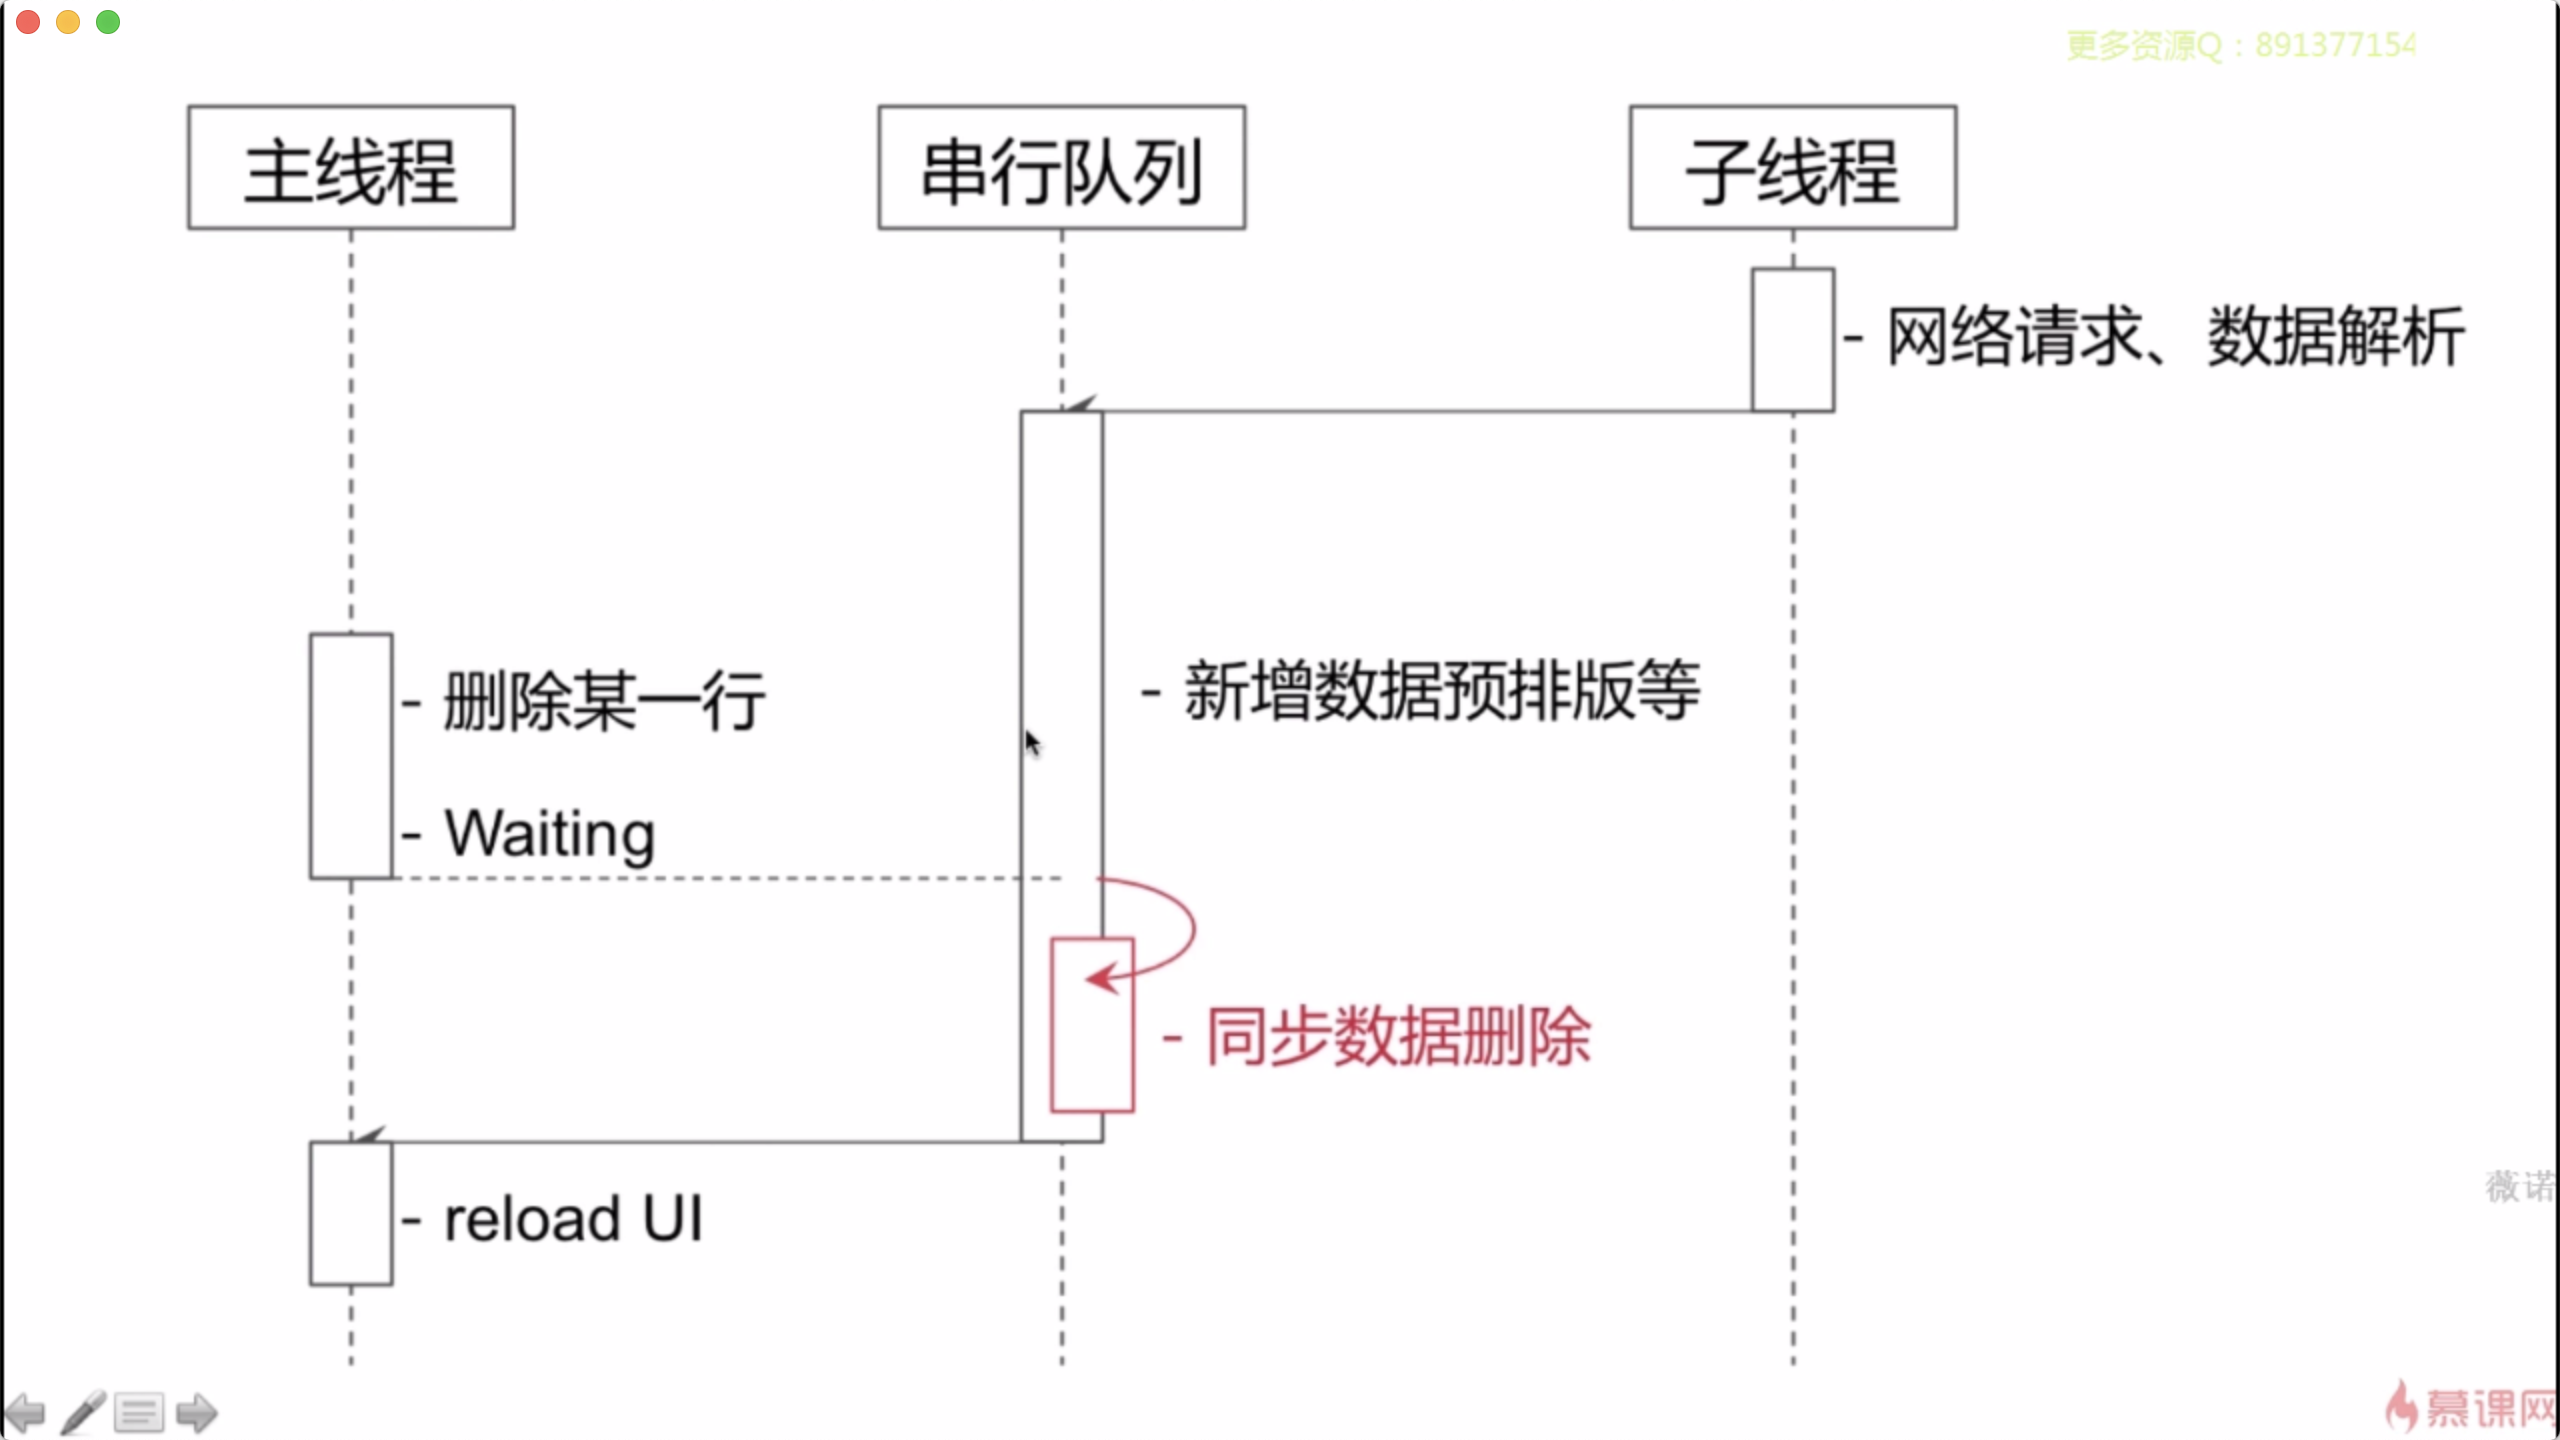 更多资源Q：891377154
主线程
串行队列
子线程
- 网络请求、数据解析
- 删除某一行
- 新增数据预排版等
- Waiting
- 同步数据删除
- reload UI
薇诺
慕课网